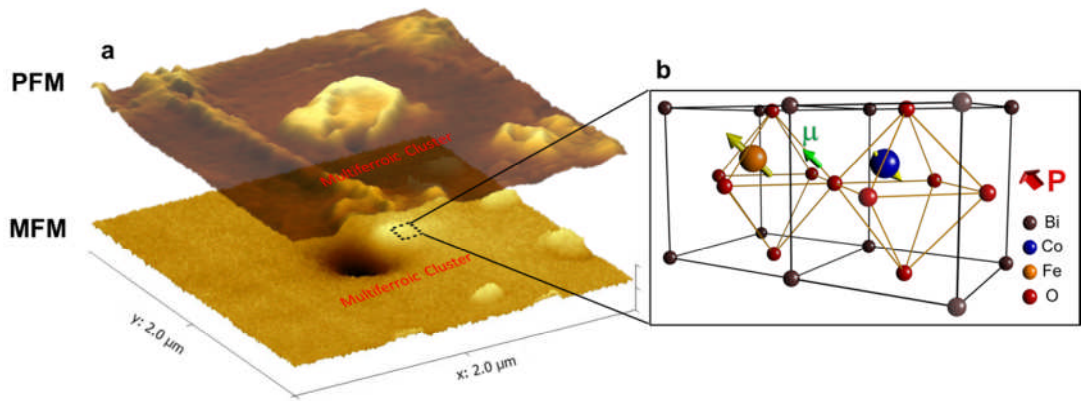 a
PFM
Multiferroic Cluster
MFM
Multiferroic Cluster
y: 2.0 µm
x: 2.0 µm
b
µ
P
Bi
Co
Fe
O